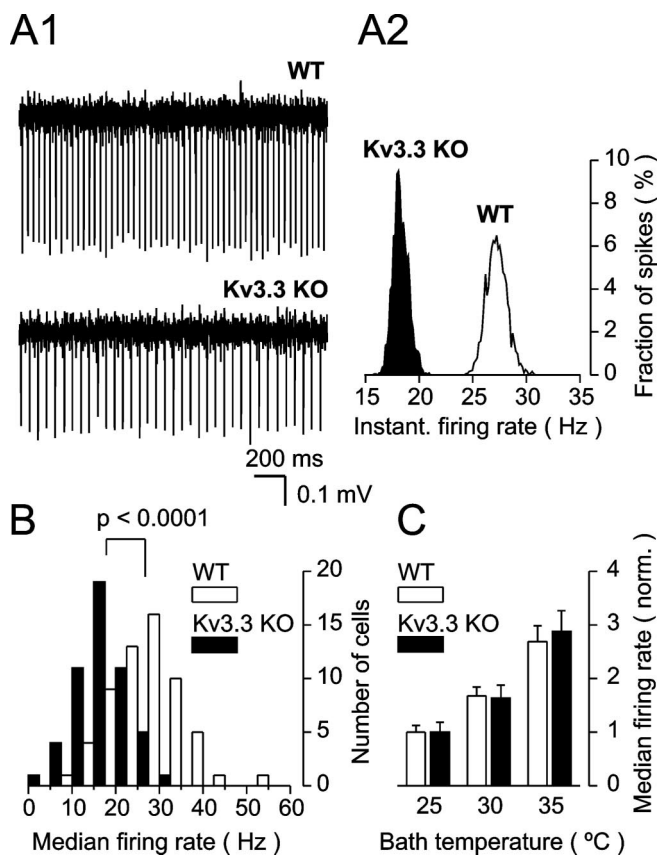 A1
WT
Kv3.3 KO
200 ms
0.1 mV
A2
Kv3.3 KO
WT
10
8
6
4
2
0
Fraction of spikes ( % )
15 25 35
Instant. firing rate ( Hz )
B
p < 0.0001
WT
Kv3.3 KO
20
15
10
5
0
Number of cells
0 10 20 30 40 50 60
Median firing rate ( Hz )
C
WT
Kv3.3 KO
4
3
2
1
0
Median firing rate ( norm. )
25 30 35
Bath temperature ( ºC )